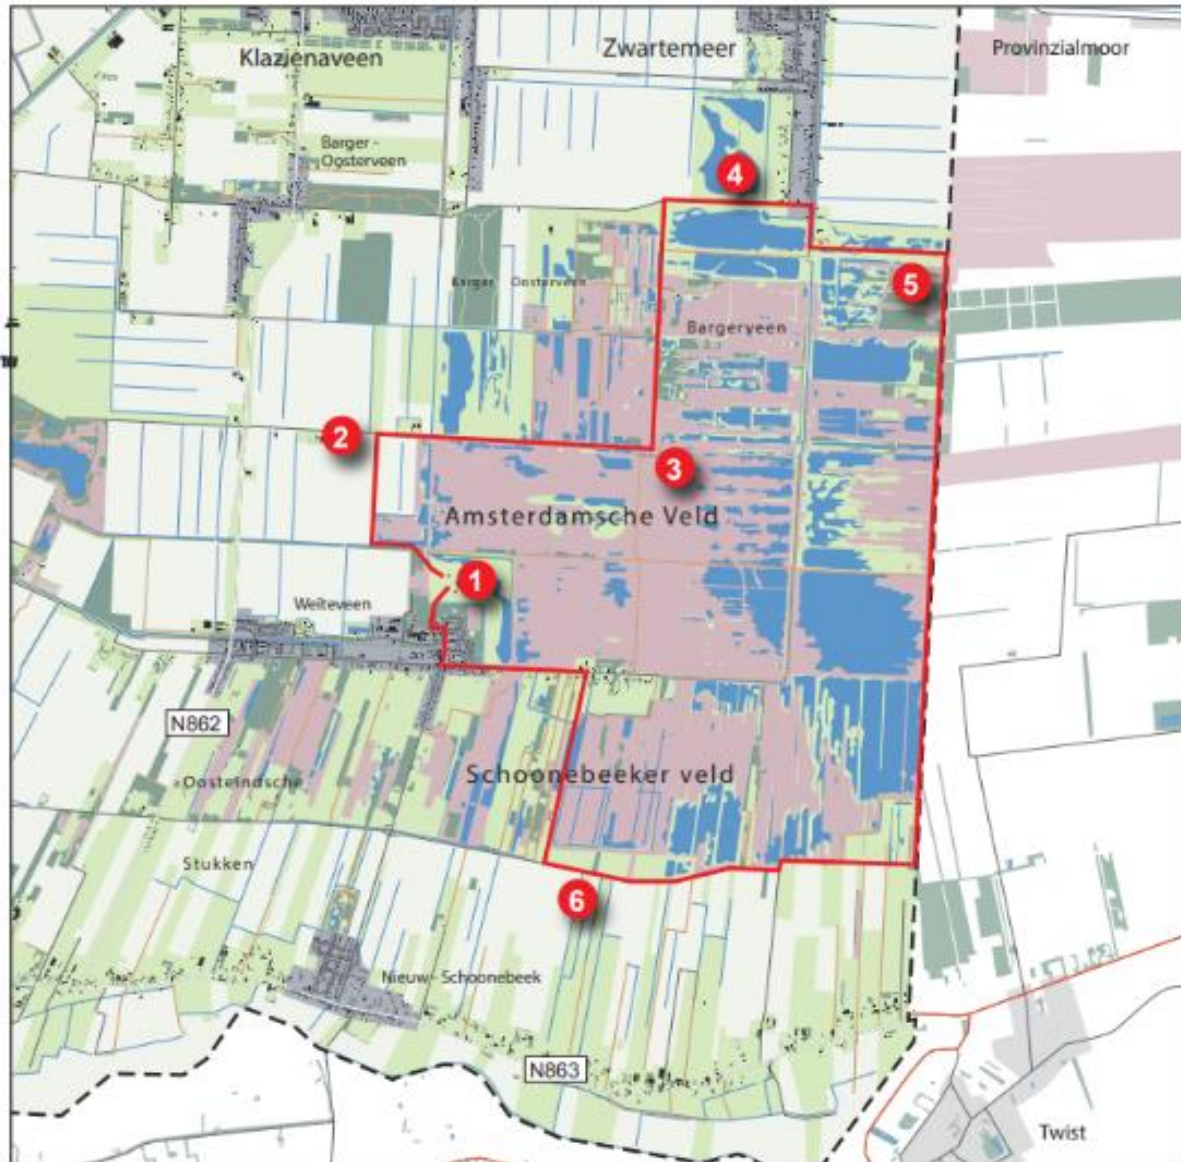 Klazienaveen
Zwartemeer
Provinzialmoor
Barger -
Oosterveen
4
Barger Oosterveen
5
Bargerveen
2
3
Amsterdamsche Veld
1
Weiteveen
N862
Schoonebeeker veld
Oosteindsche
Stukken
6
Nieuw - Schoonebeek
N863
Twist